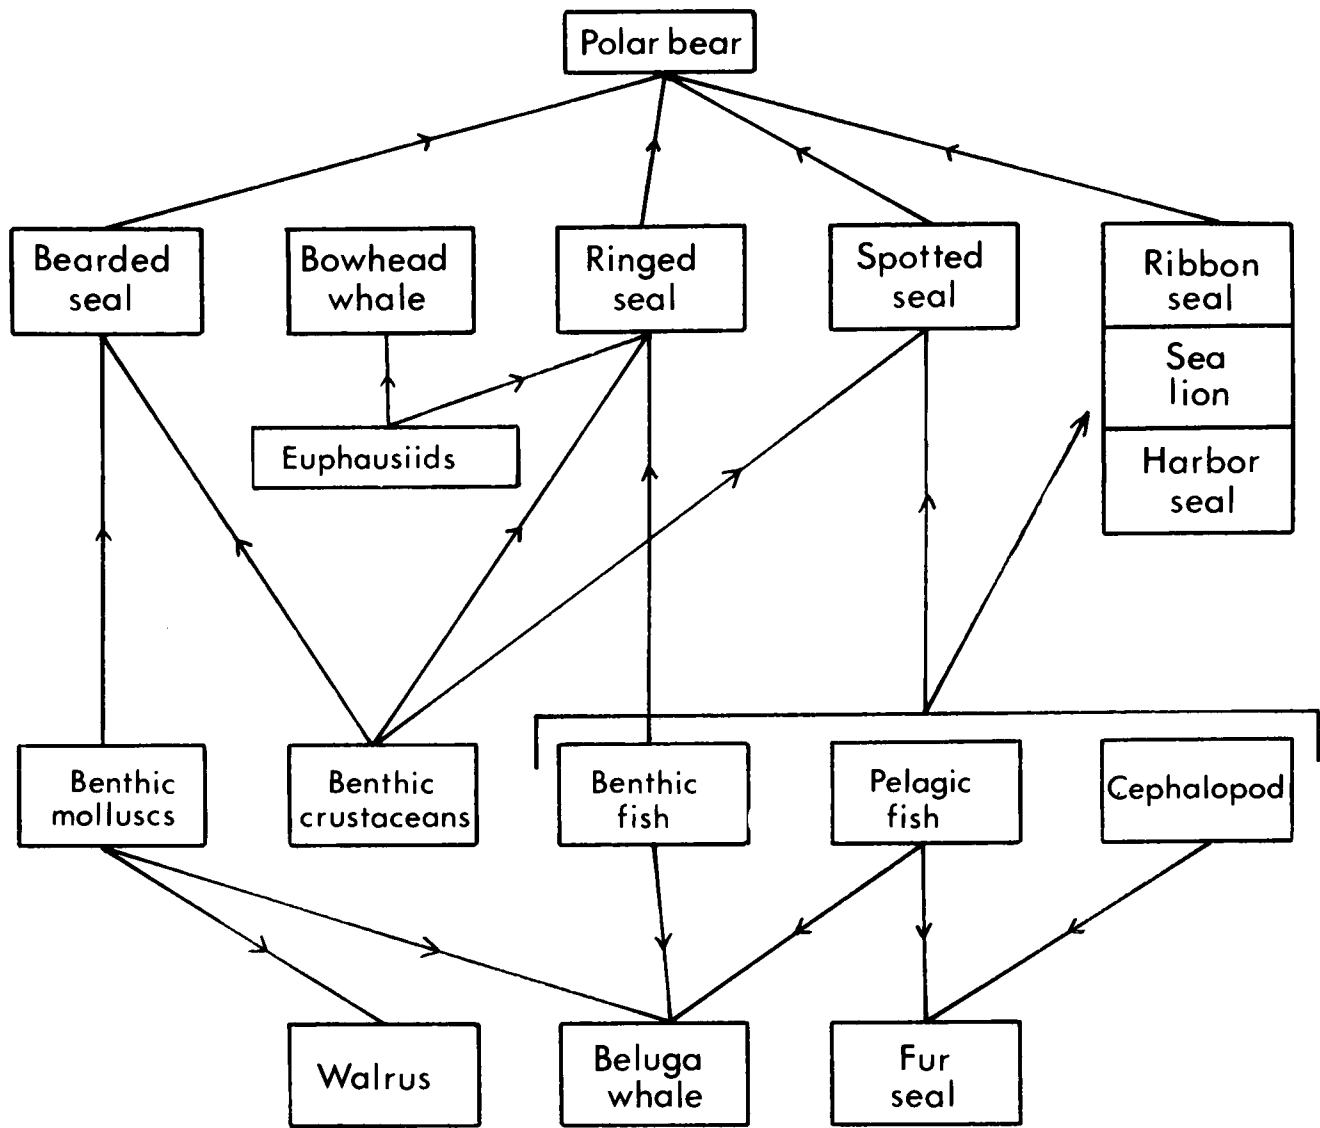 Polar bear
Bearded
seal
Bowhead
whale
Ringed
seal
Spotted
seal
Ribbon
seal
Sea
lion
Harbor
seal
Euphausiids
Benthic
molluscs
Benthic
crustaceans
Benthic
fish
Pelagic
fish
Cephalopod
Walrus
Beluga
whale
Fur
seal